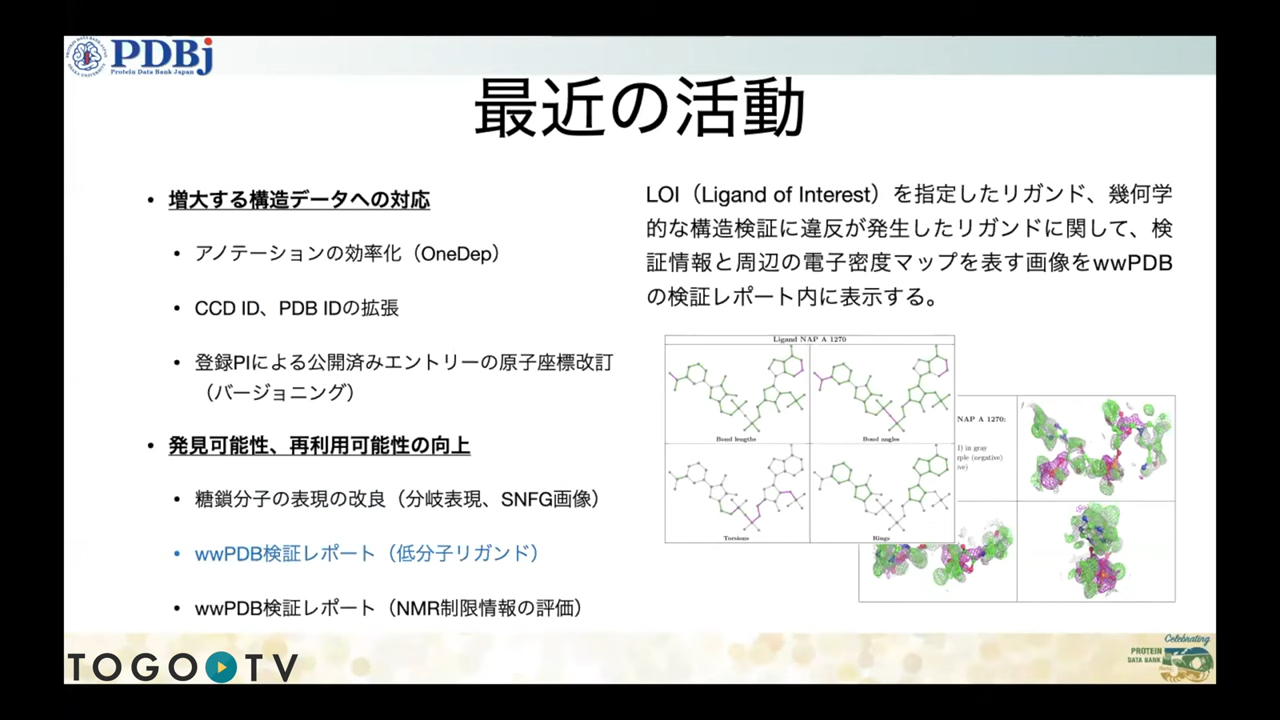 PDBj
Protein Data Bank Japan
最近の活動
• 増大する構造データへの対応
• アノテーションの効率化（OneDep）
• CCD ID、PDB IDの拡張
• 登録PIによる公開済みエントリーの原子座標改訂
（バージョニング）
• 発見可能性、再利用可能性の向上
• 糖鎖分子の表現の改良（分岐表現、SNFG画像）
• wwPDB検証レポート（低分子リガンド）
• wwPDB検証レポート（NMR制限情報の評価）
LOI（Ligand of Interest）を指定したリガンド、幾何学
的な構造検証に違反が発生したリガンドに関して、検
証情報と周辺の電子密度マップを表す画像をwwPDB
の検証レポート内に表示する。
Ligand NAP A 1270
Bond lengths
Bond angles
Torsions
Rings
NAP A 1270:
in gray
(negative)
TOGO TV
Celebrating
PROTEIN
DATA BANK